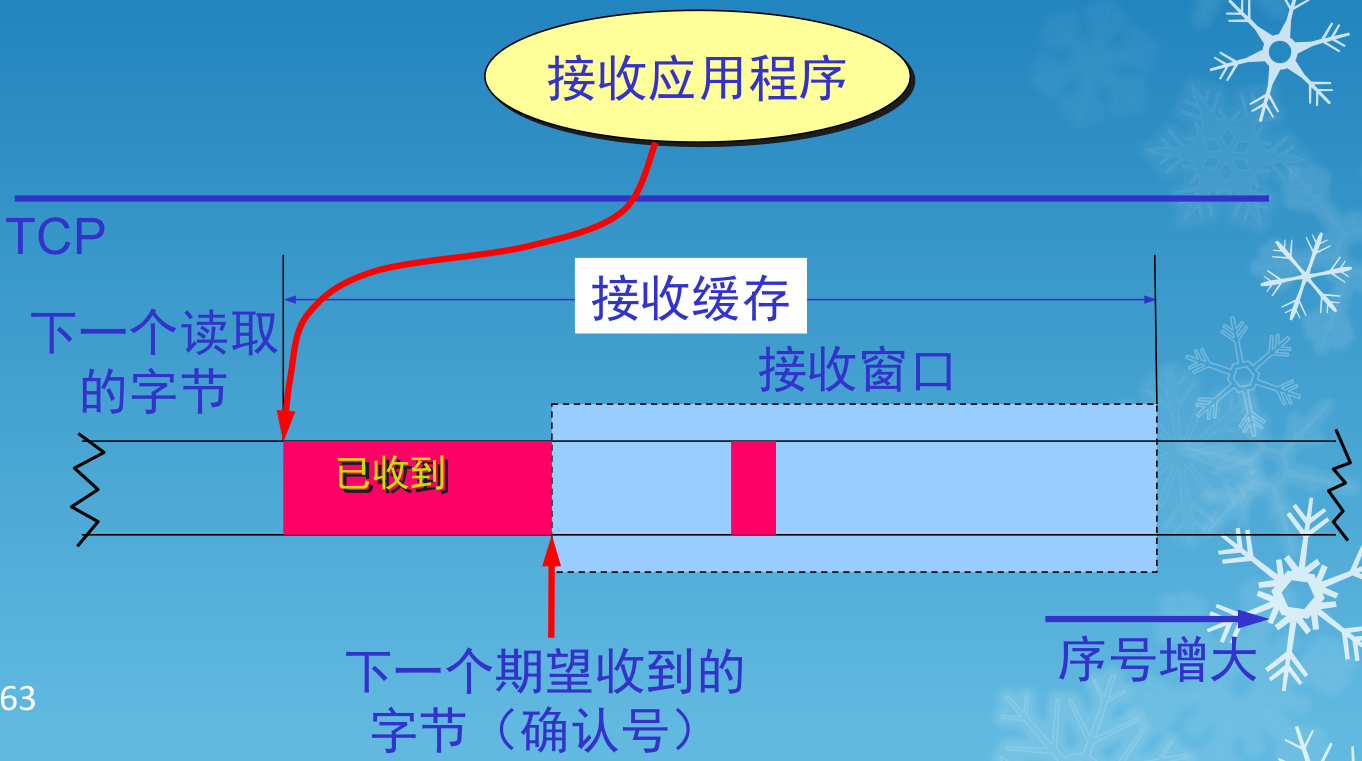 接收应用程序
TCP
接收缓存
下一个读取
的字节
接收窗口
已收到
下一个期望收到的
字节（确认号）
序号增大
63